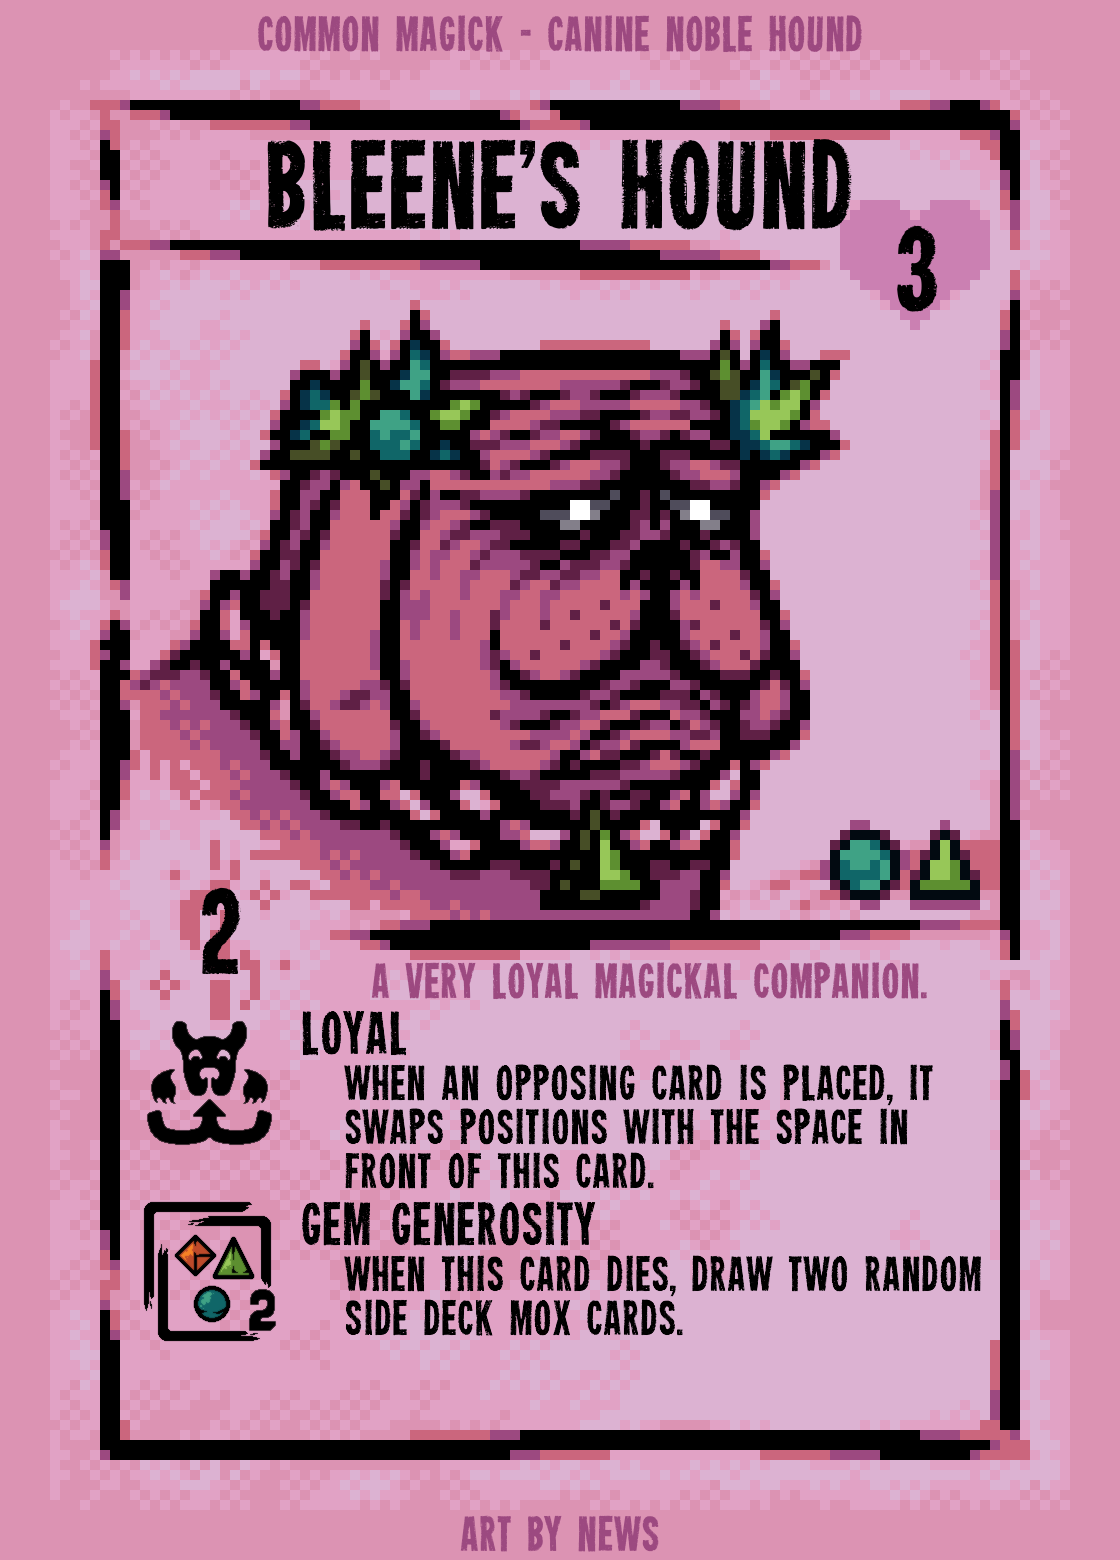 COMMON MAGICK - CANINE NOBLE HOUND
BLEENE'S HOUND
3
2
A VERY LOYAL MAGICKAL COMPANION.
LOYAL
WHEN AN OPPOSING CARD IS PLACED, IT
SWAPS POSITIONS WITH THE SPACE IN
FRONT OF THIS CARD.
GEM GENEROSITY
WHEN THIS CARD DIES, DRAW TWO RANDOM
SIDE DECK MOX CARDS.
2
ART BY NEWS